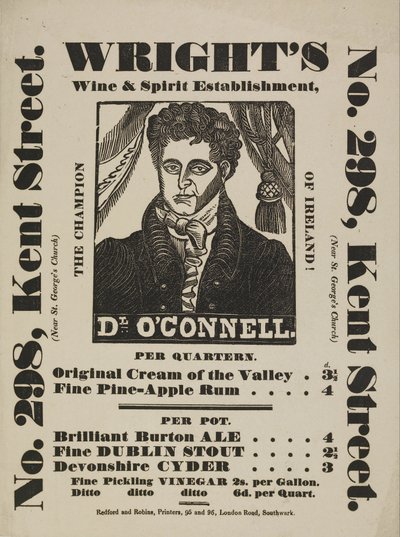 WRIGHT'S
Wine & Spirit Establishment,
No. 298, Kent Street.
(Near St. George's Church)
THE CHAMPION
OF IRELAND!
(Near St. George's Church)
No. 298, Kent Street.
DL. O'CONNELL.
PER QUARTERN.
d.
Original Cream of the Valley . 3½
Fine Pine-Apple Rum . . . . 4
PER POT.
Brilliant Burton ALE . . . . 4
Fine DUBLIN STOUT . . . . 2½
Devonshire CYDER . . . . 3
Fine Pickling VINEGAR 2s. per Gallon.
Ditto ditto ditto 6d. per Quart.
Redford and Robins, Printers, 95 and 96, London Road, Southwark.